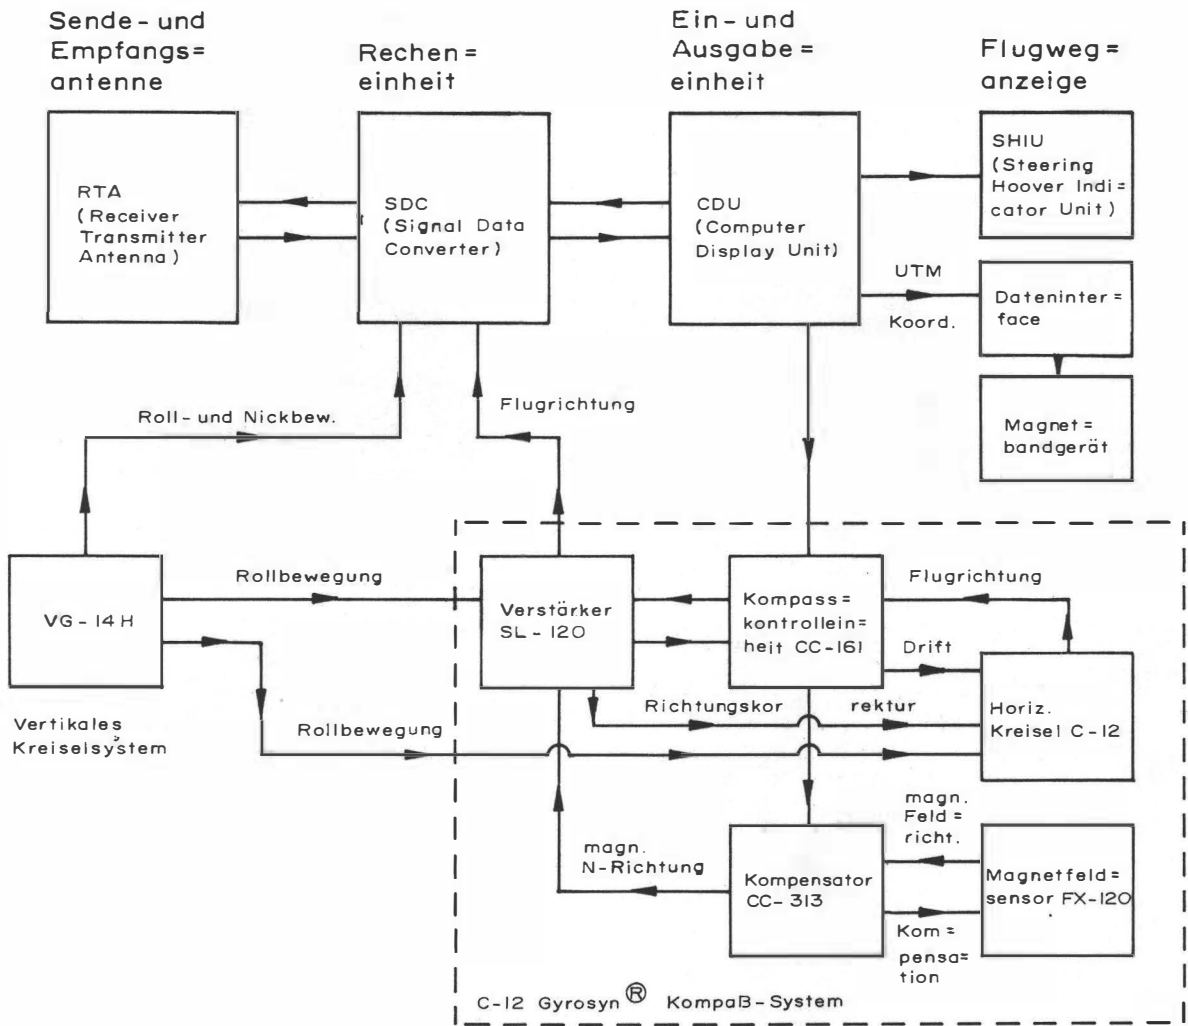 Sende- und
Empfangs=
antenne
Rechen=
einheit
Ein- und
Ausgabe=
einheit
Flugweg=
anzeige
RTA
(Receiver
Transmitter
Antenna)
SDC
(Signal Data
Converter)
CDU
(Computer
Display Unit)
SHIU
(Steering
Hoover Indi=
cator Unit)
UTM
Koord.
Dateninter=
face
Magnet=
bandgerät
Roll- und Nickbew.
Flugrichtung
VG-14H
Vertikales
Kreiselsystem
Rollbewegung
Rollbewegung
Verstärker
SL-120
Kompass=
kontrollein=
heit CC-161
Flugrichtung
Drift
Horiz.
Kreisel C-12
Richtungskor rektur
magn.
N-Richtung
Kompensator
CC-313
magn.
Feld=
richt.
Kom=
pensa=
tion
Magnetfeld=
sensor FX-120
C-12 Gyrosyn ® Kompaß-System